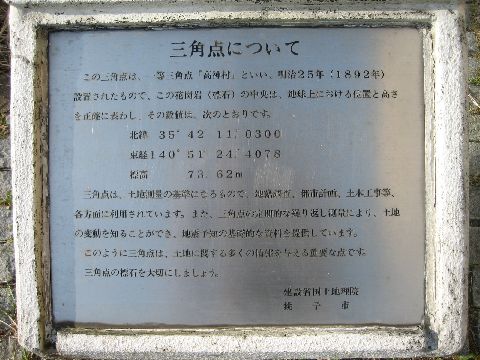 三角点について
この三角点は、一等三角点「高神村」といい、明治25年(1892年)
設置されたもので、この花崗岩(標石)の中央は、地球上における位置と高さ
を正確に表わし、その数値は、次のとおりです。
北緯 35°42′11″0300
東経 140°51′24″4078
標高 73.62m
三角点は、土地測量の基準になるもので、地籍調査、都市計画、土木工事等、
各方面に利用されています。また、三角点の定期的な繰り返し測量により、土地
の変動を知ることができ、地震予知の基礎的な資料を提供しています。
このように三角点は、土地に関する多くの情報を与える重要な点です。
三角点の標石を大切にしましょう。
建設省国土地理院
銚子市